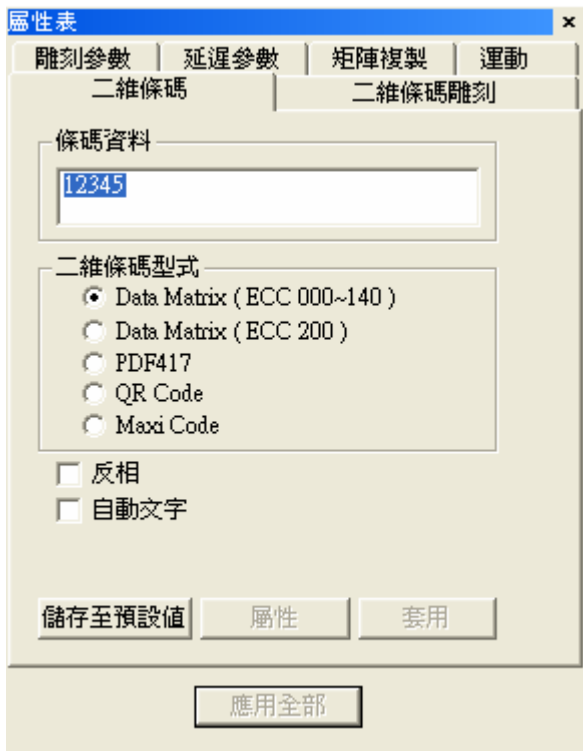 屬性表
雕刻參數 延遲參數 矩陣複製 運動
二維條碼 二維條碼雕刻
條碼資料
12345
二維條碼型式
Data Matrix ( ECC 000~140 )
Data Matrix ( ECC 200 )
PDF417
QR Code
Maxi Code
反相
自動文字
儲存至預設值 屬性 套用
應用全部